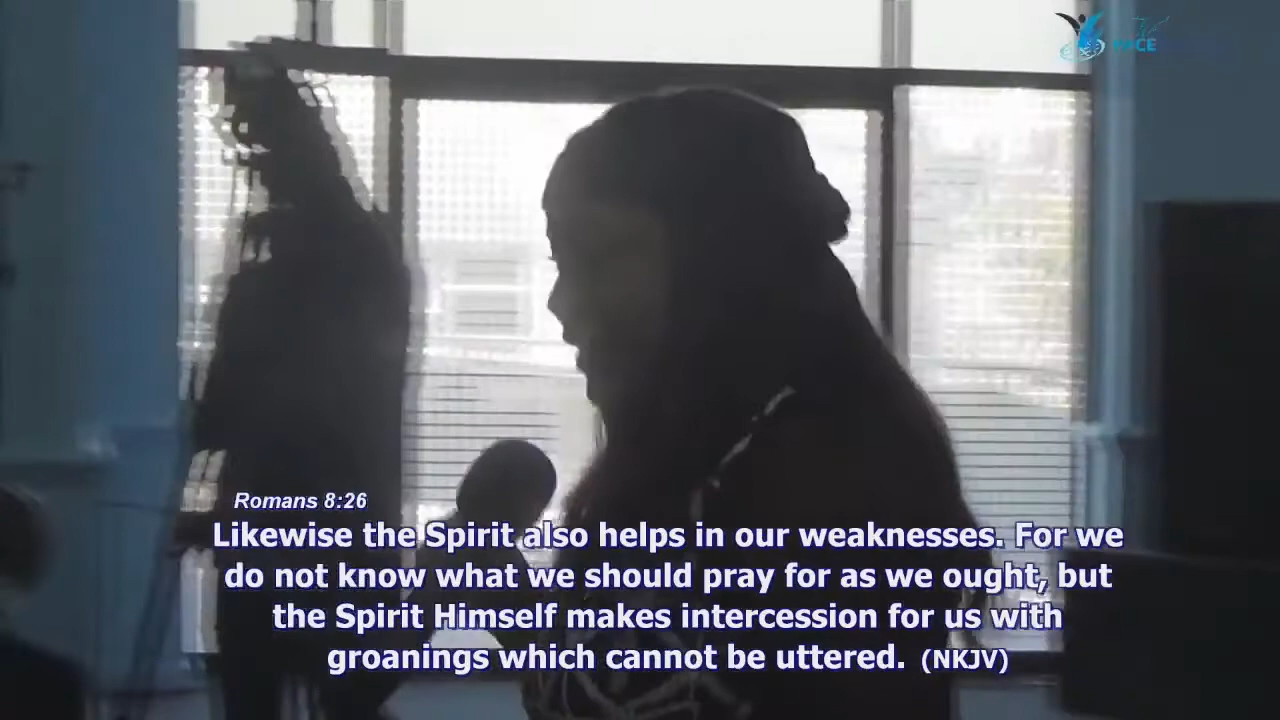 Romans 8:26
Likewise the Spirit also helps in our weaknesses. For we
do not know what we should pray for as we ought, but
the Spirit Himself makes intercession for us with
groanings which cannot be uttered. (NKJV)